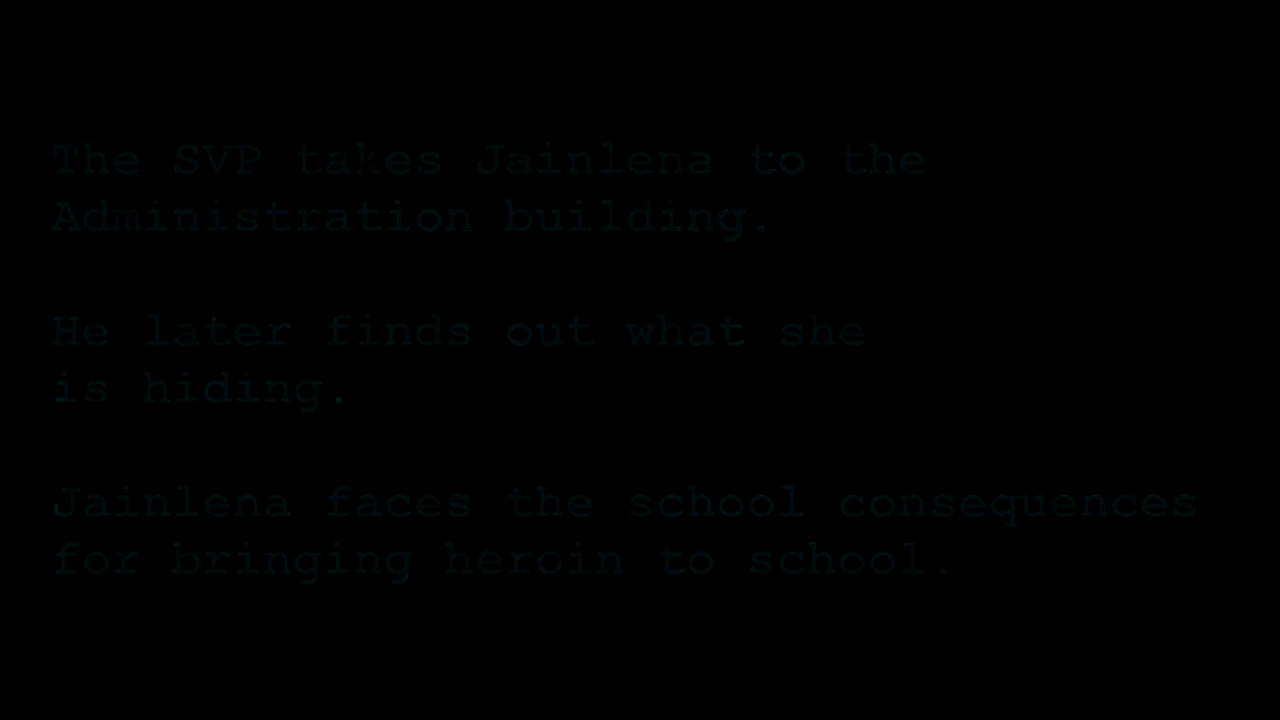 The SVP takes Jainlena to the
Administration building.
He later finds out what she
is hiding.
Jainlena faces the school consequences
for bringing heroin to school.